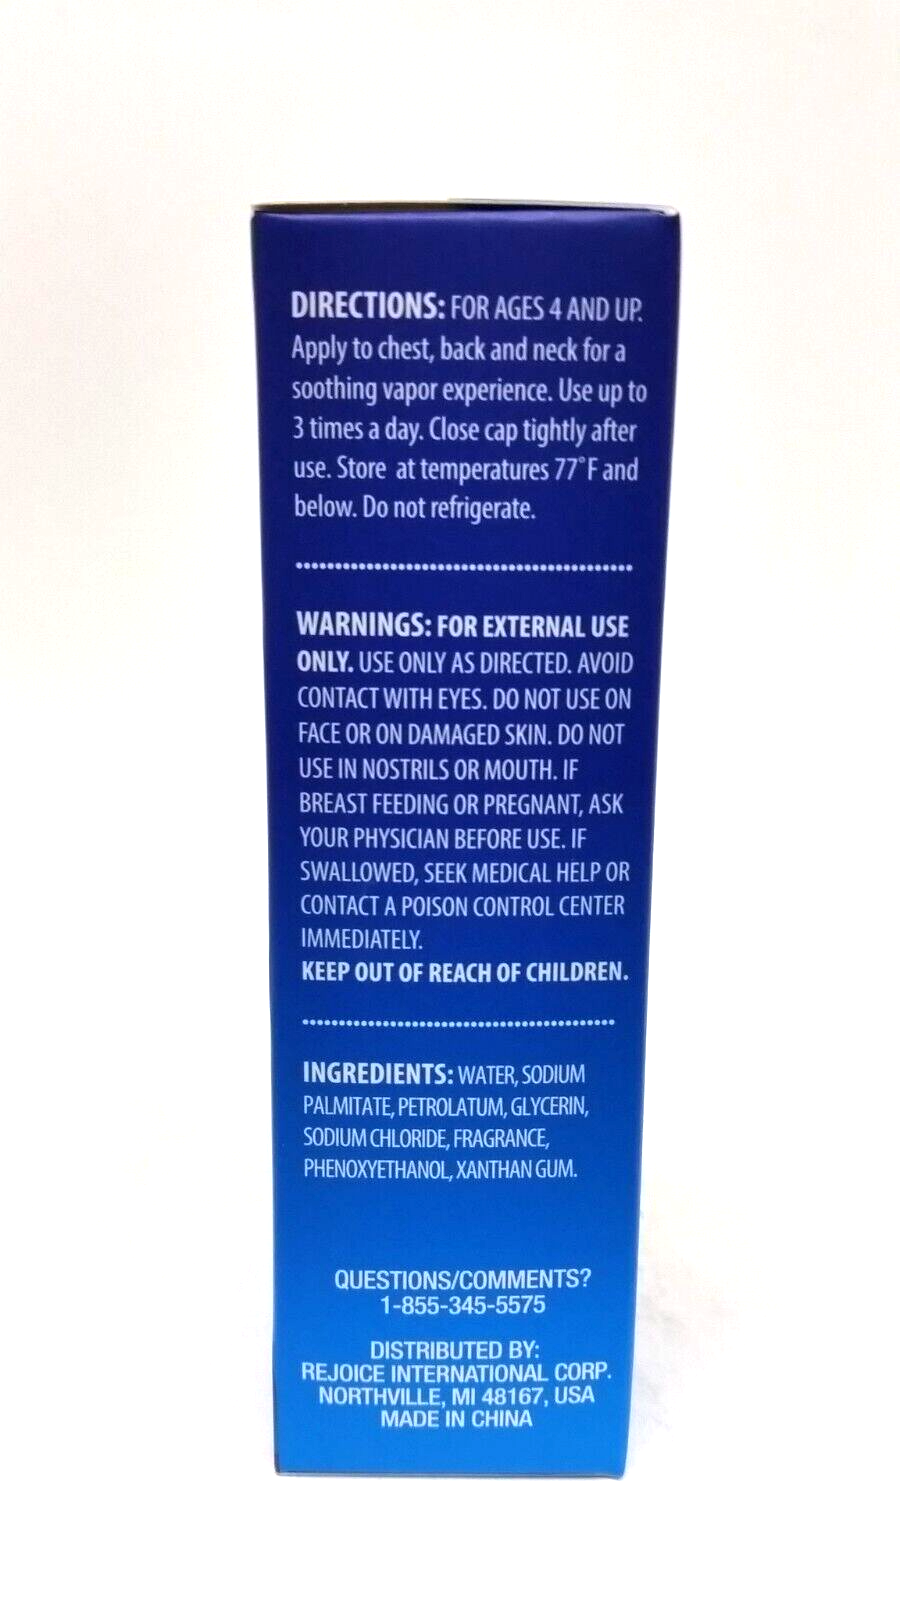 DIRECTIONS: FOR AGES 4 AND UP.
Apply to chest, back and neck for a
soothing vapor experience. Use up to
3 times a day. Close cap tightly after
use. Store at temperatures 77°F and
below. Do not refrigerate.
WARNINGS: FOR EXTERNAL USE
ONLY. USE ONLY AS DIRECTED. AVOID
CONTACT WITH EYES. DO NOT USE ON
FACE OR ON DAMAGED SKIN. DO NOT
USE IN NOSTRILS OR MOUTH. IF
BREAST FEEDING OR PREGNANT, ASK
YOUR PHYSICIAN BEFORE USE. IF
SWALLOWED, SEEK MEDICAL HELP OR
CONTACT A POISON CONTROL CENTER
IMMEDIATELY.
KEEP OUT OF REACH OF CHILDREN.
INGREDIENTS: WATER, SODIUM
PALMITATE, PETROLATUM, GLYCERIN,
SODIUM CHLORIDE, FRAGRANCE,
PHENOXYETHANOL, XANTHAN GUM.
QUESTIONS/COMMENTS?
1-855-345-5575
DISTRIBUTED BY:
REJOICE INTERNATIONAL CORP.
NORTHVILLE, MI 48167, USA
MADE IN CHINA